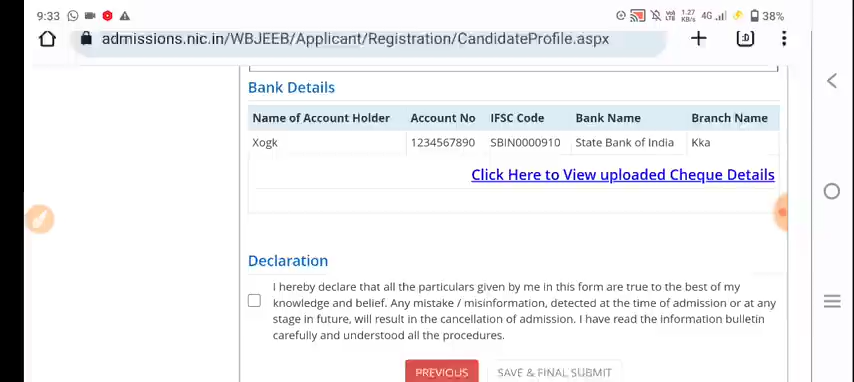 9:33 1.27 KB/s 4G 38%
admissions.nic.in/WBJEEB/Applicant/Registration/CandidateProfile.aspx
Bank Details
Name of Account Holder Account No IFSC Code Bank Name Branch Name
Xogk 1234567890 SBIN0000910 State Bank of India Kka
Click Here to View uploaded Cheque Details
Declaration
I hereby declare that all the particulars given by me in this form are true to the best of my
knowledge and belief. Any mistake / misinformation, detected at the time of admission or at any
stage in future, will result in the cancellation of admission. I have read the information bulletin
carefully and understood all the procedures.
PREVIOUS SAVE & FINAL SUBMIT